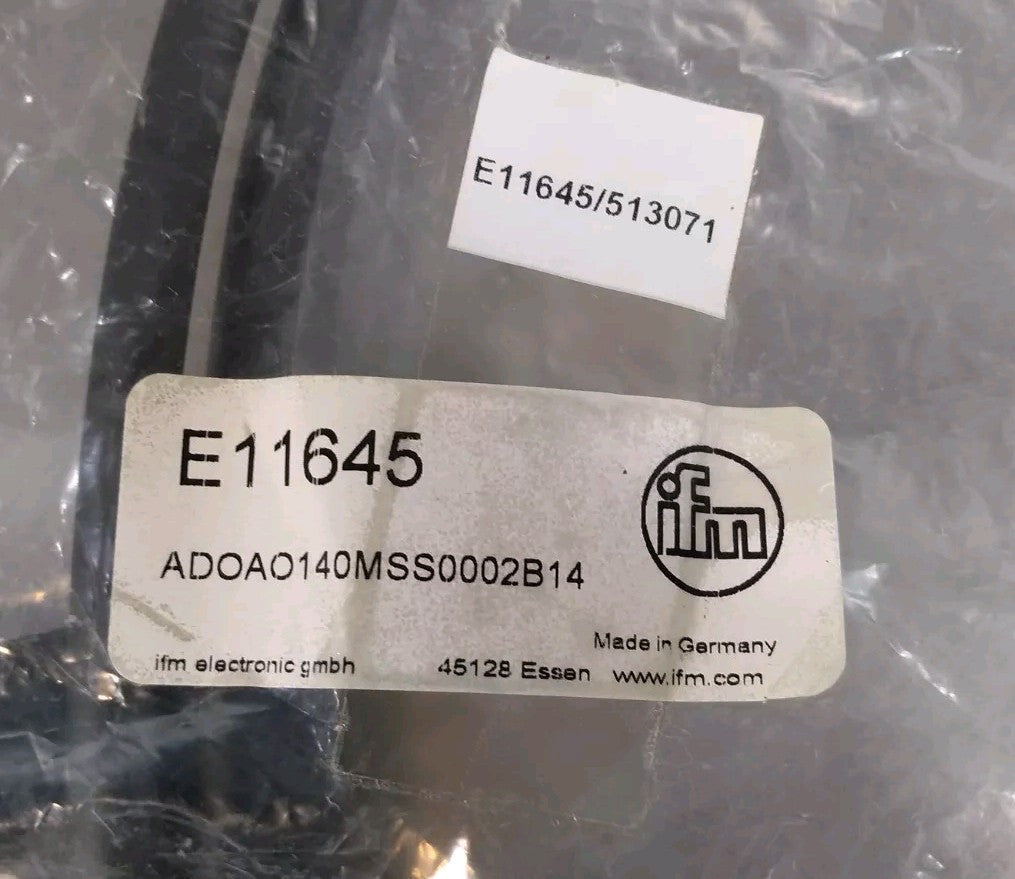 E11645/513071
E11645
ifm
ADOAO140MSS0002B14
Made in Germany
ifm electronic gmbh 45128 Essen www.ifm.com